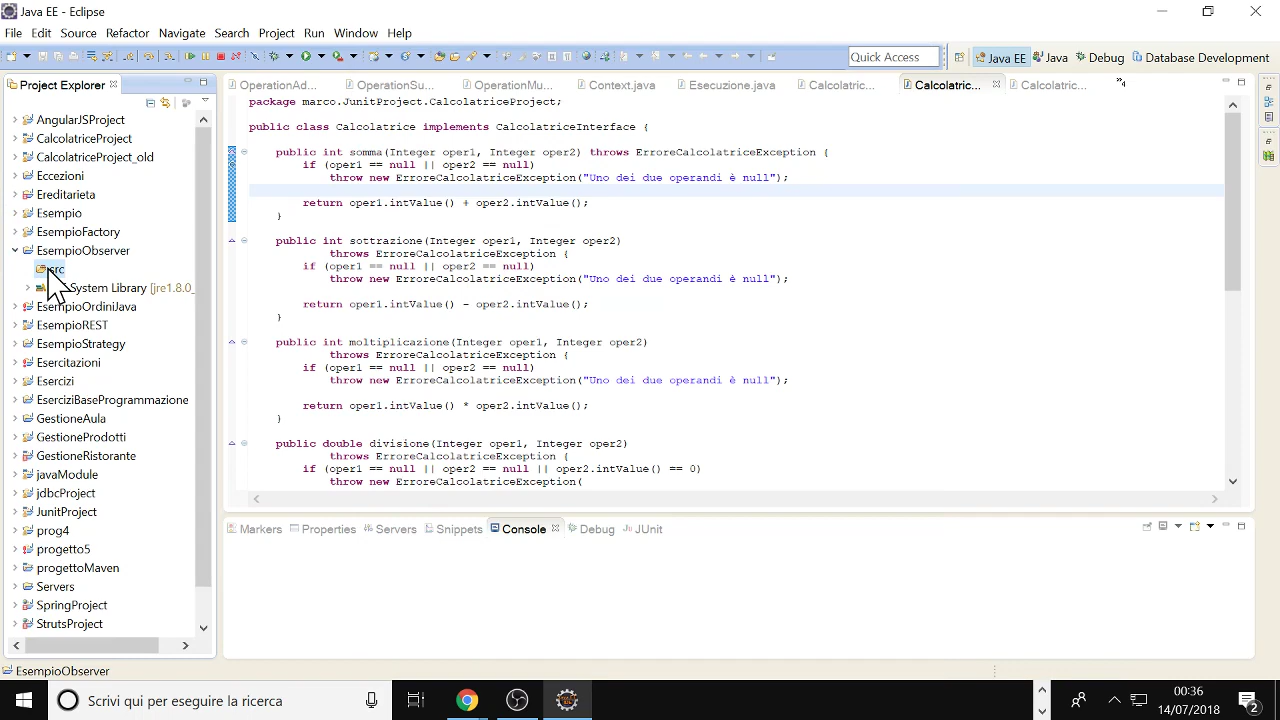 Java EE - Eclipse
File Edit Source Refactor Navigate Search Project Run Window Help
Quick Access
Java EE
Java
Debug
Database Development
Project Explorer
AngularJSProject
CalcolatriceProject
CalcolatriceProject_old
Eccezioni
Ereditarieta
Esempio
EsempioFactory
EsempioObserver
System Library [jre1.8.0_
EsempioOrdiniJava
EsempioREST
EsempioStrategy
Esercitazioni
Esercizi
EserciziBaseProgrammazione
GestioneAula
GestioneProdotti
GestioneRistorante
javaModule
jdbcProject
JunitProject
prog4
progetto5
progettoMaven
Servers
SpringProject
StrutsProject
OperationAd...
OperationSu...
OperationMu...
Context.java
Esecuzione.java
Calcolatric...
Calcolatric...
Calcolatric...
package marco.JunitProject.CalcolatriceProject;
public class Calcolatrice implements CalcolatriceInterface {
public int somma(Integer oper1, Integer oper2) throws ErroreCalcolatriceException {
if (oper1 == null || oper2 == null)
throw new ErroreCalcolatriceException("Uno dei due operandi è null");
return oper1.intValue() + oper2.intValue();
}
public int sottrazione(Integer oper1, Integer oper2)
throws ErroreCalcolatriceException {
if (oper1 == null || oper2 == null)
throw new ErroreCalcolatriceException("Uno dei due operandi è null");
return oper1.intValue() - oper2.intValue();
}
public int moltiplicazione(Integer oper1, Integer oper2)
throws ErroreCalcolatriceException {
if (oper1 == null || oper2 == null)
throw new ErroreCalcolatriceException("Uno dei due operandi è null");
return oper1.intValue() * oper2.intValue();
}
public double divisione(Integer oper1, Integer oper2)
throws ErroreCalcolatriceException {
if (oper1 == null || oper2 == null || oper2.intValue() == 0)
throw new ErroreCalcolatriceException(
Markers Properties Servers Snippets Console Debug JUnit
EsempioObserver
Scrivi qui per eseguire la ricerca
00:36
14/07/2018
2